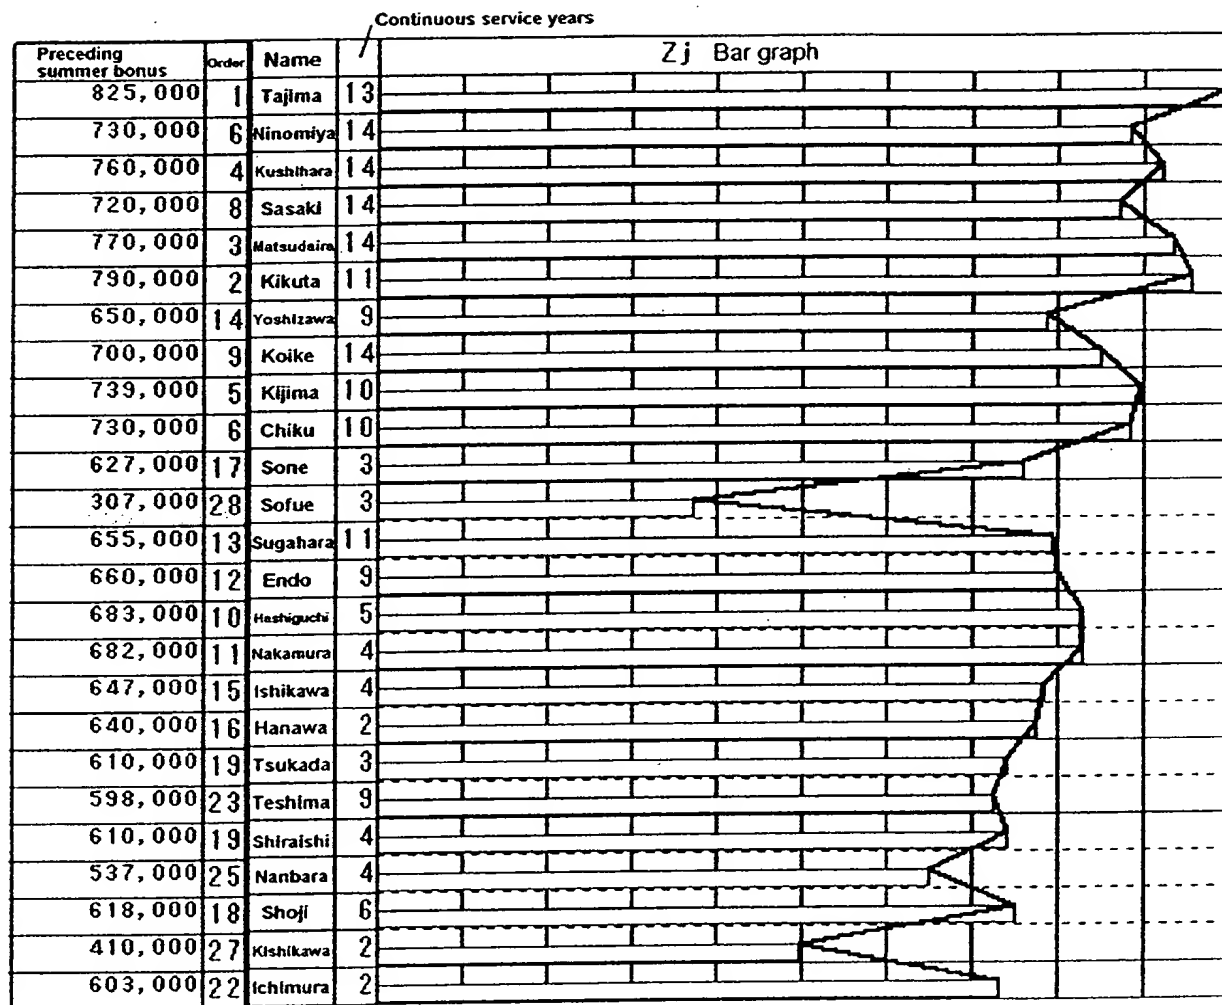 Continuous service years
Preceding summer bonus Order Name Zj Bar graph
825,000 1 Tajima 13
730,000 6 Ninomiya 14
760,000 4 Kushihara 14
720,000 8 Sasaki 14
770,000 3 Matsudaira 14
790,000 2 Kikuta 11
650,000 14 Yoshizawa 9
700,000 9 Koike 14
739,000 5 Kijima 10
730,000 6 Chiku 10
627,000 17 Sone 3
307,000 28 Sofue 3
655,000 13 Sugahara 11
660,000 12 Endo 9
683,000 10 Hashiguchi 5
682,000 11 Nakamura 4
647,000 15 Ishikawa 4
640,000 16 Hanawa 2
610,000 19 Tsukada 3
598,000 23 Teshima 9
610,000 19 Shiraishi 4
537,000 25 Nanbara 4
618,000 18 Shoji 6
410,000 27 Kishikawa 2
603,000 22 Ichimura 2